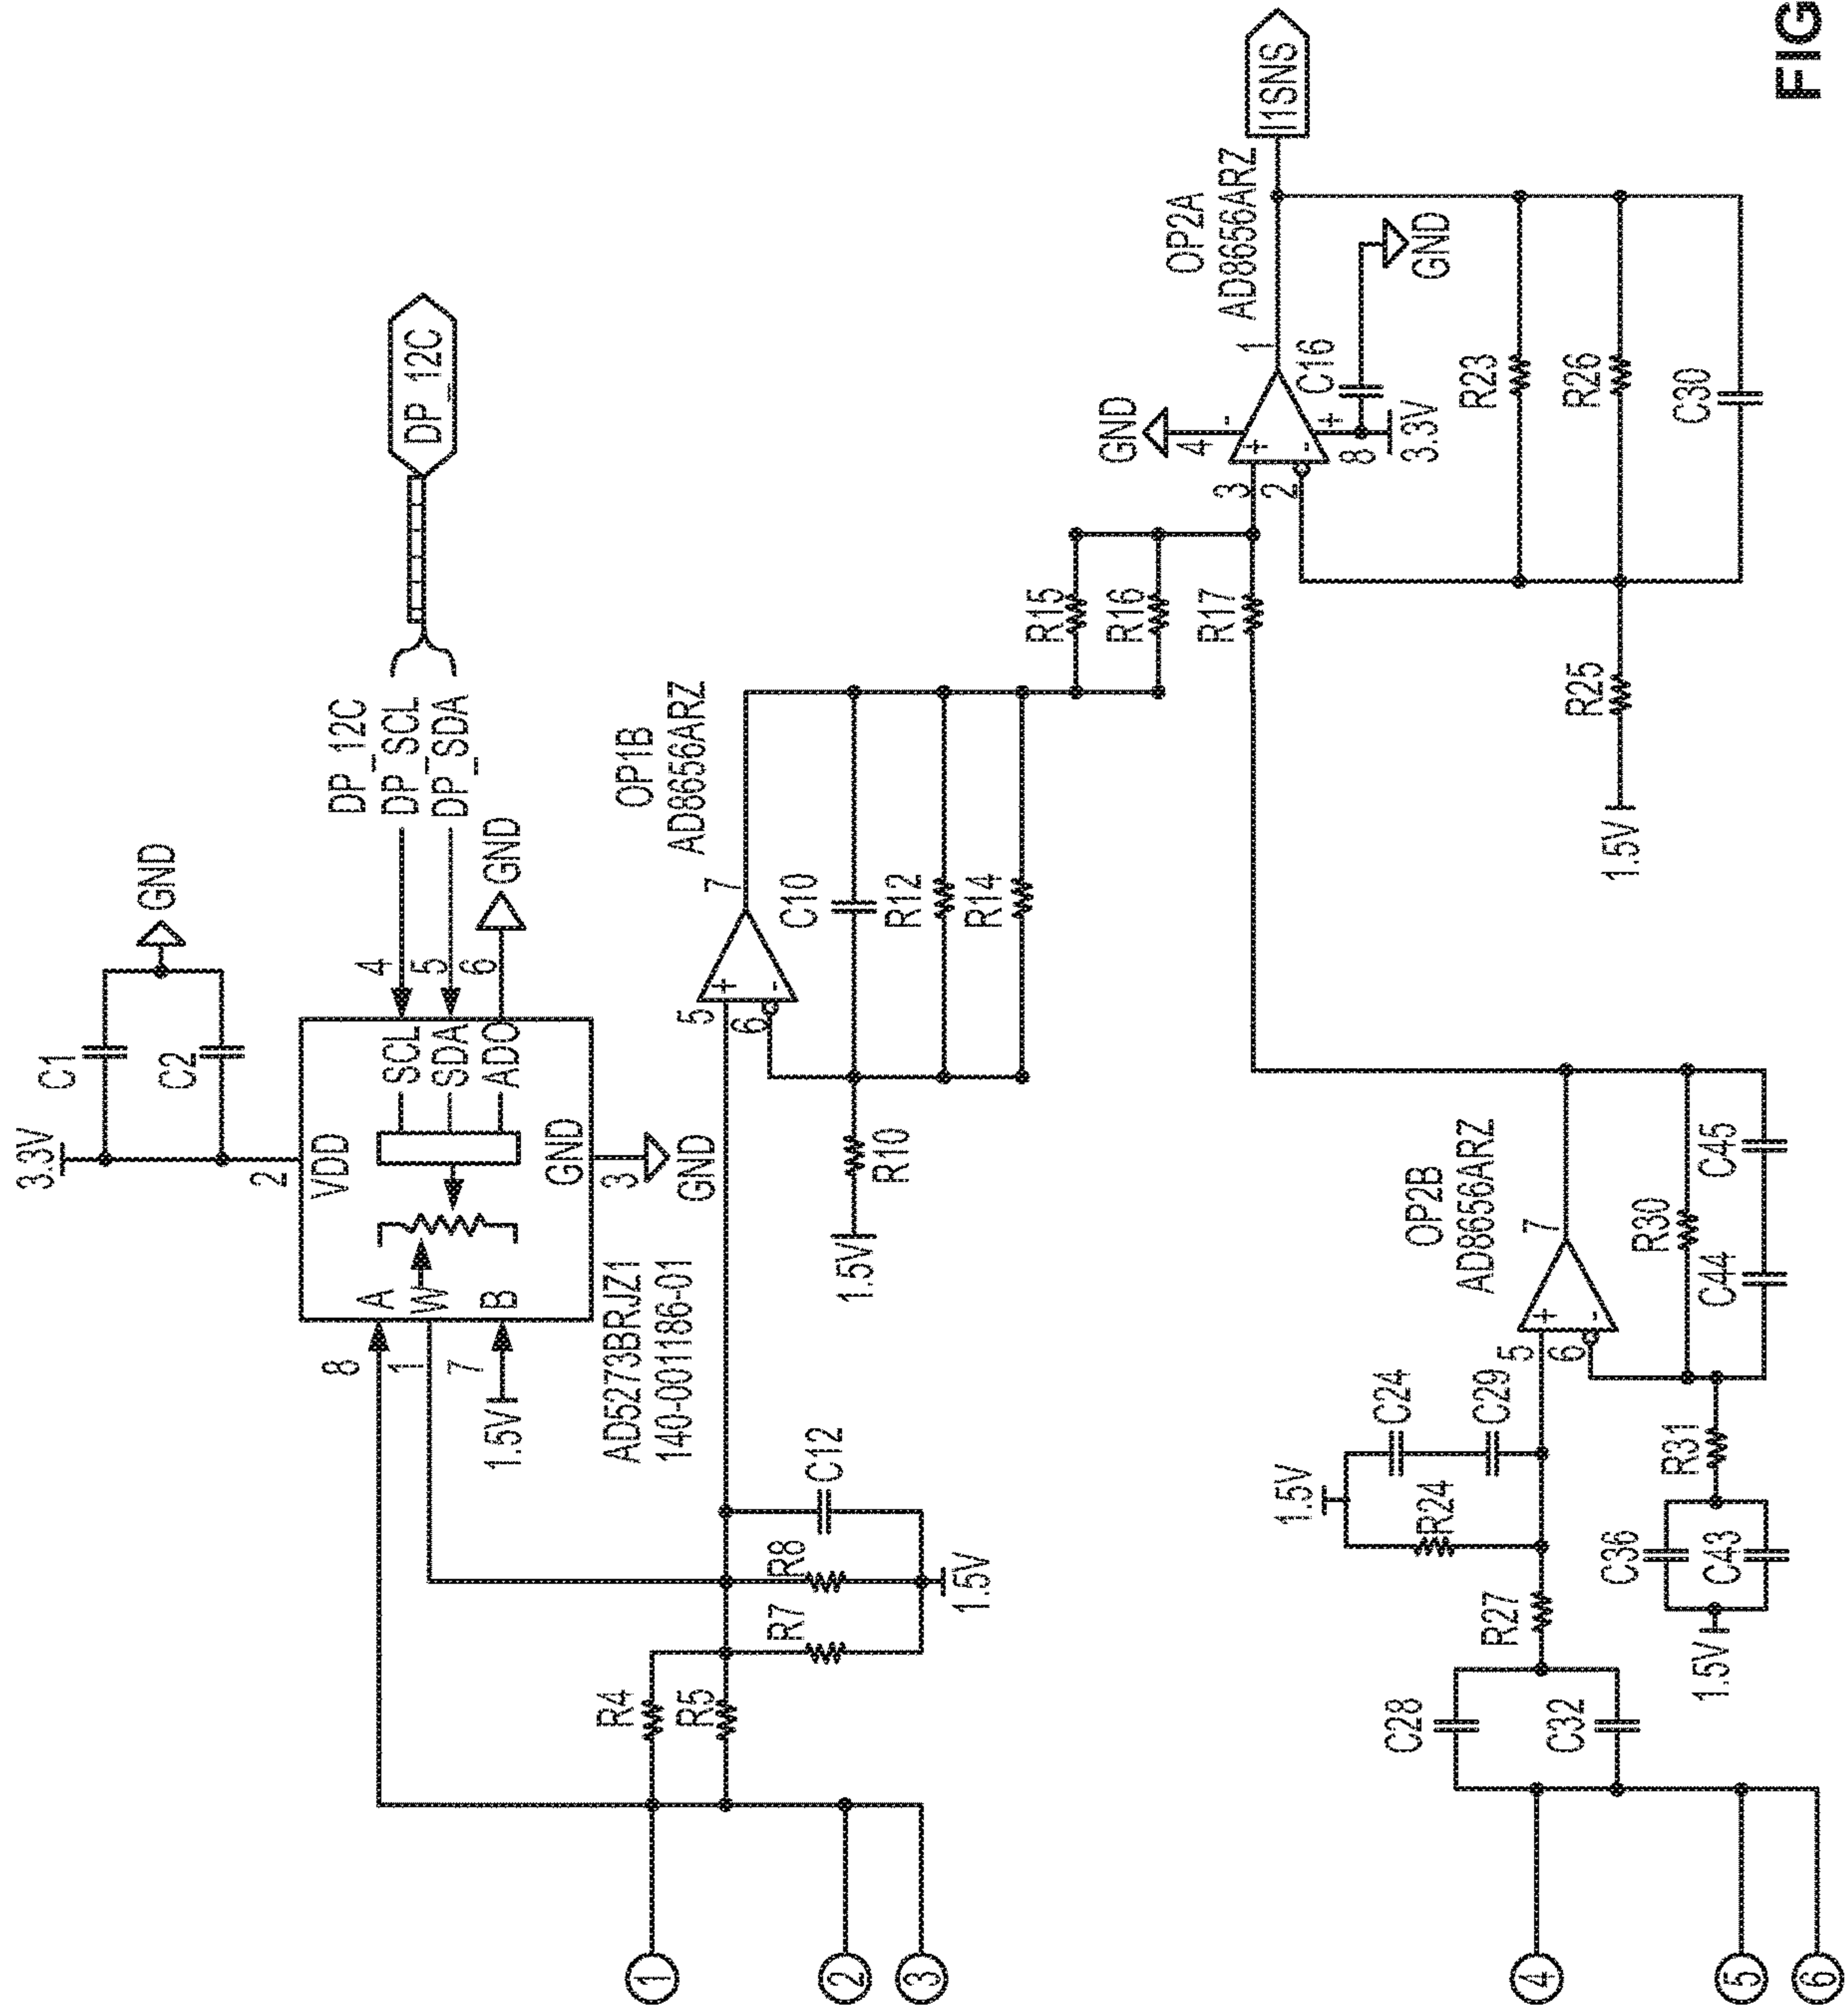 3.3V
C1
C2
GND
2
VDD
SCL
SDA
ADO
4
5
6
GND
DP_12C
DP_SCL
DP_SDA
DP_12C
A
W
B
GND
3
GND
8
1
7
1.5V
AD5273BRJZ1
140-001186-01
OP1B
AD8656ARZ
5
+
6
-
7
C10
R12
R14
R10
1.5V
C12
R8
R7
1.5V
R4
R5
1
2
3
R15
R16
R17
GND
4
-
3
+
2
-
8
+
3.3V
C16
GND
1
OP2A
AD8656ARZ
I1SNS
R23
R26
C30
R25
1.5V
OP2B
AD8656ARZ
5
+
6
-
7
R30
C44
C45
1.5V
C24
C29
R24
R27
R31
C36
C43
1.5V
C28
C32
4
5
6
FIG